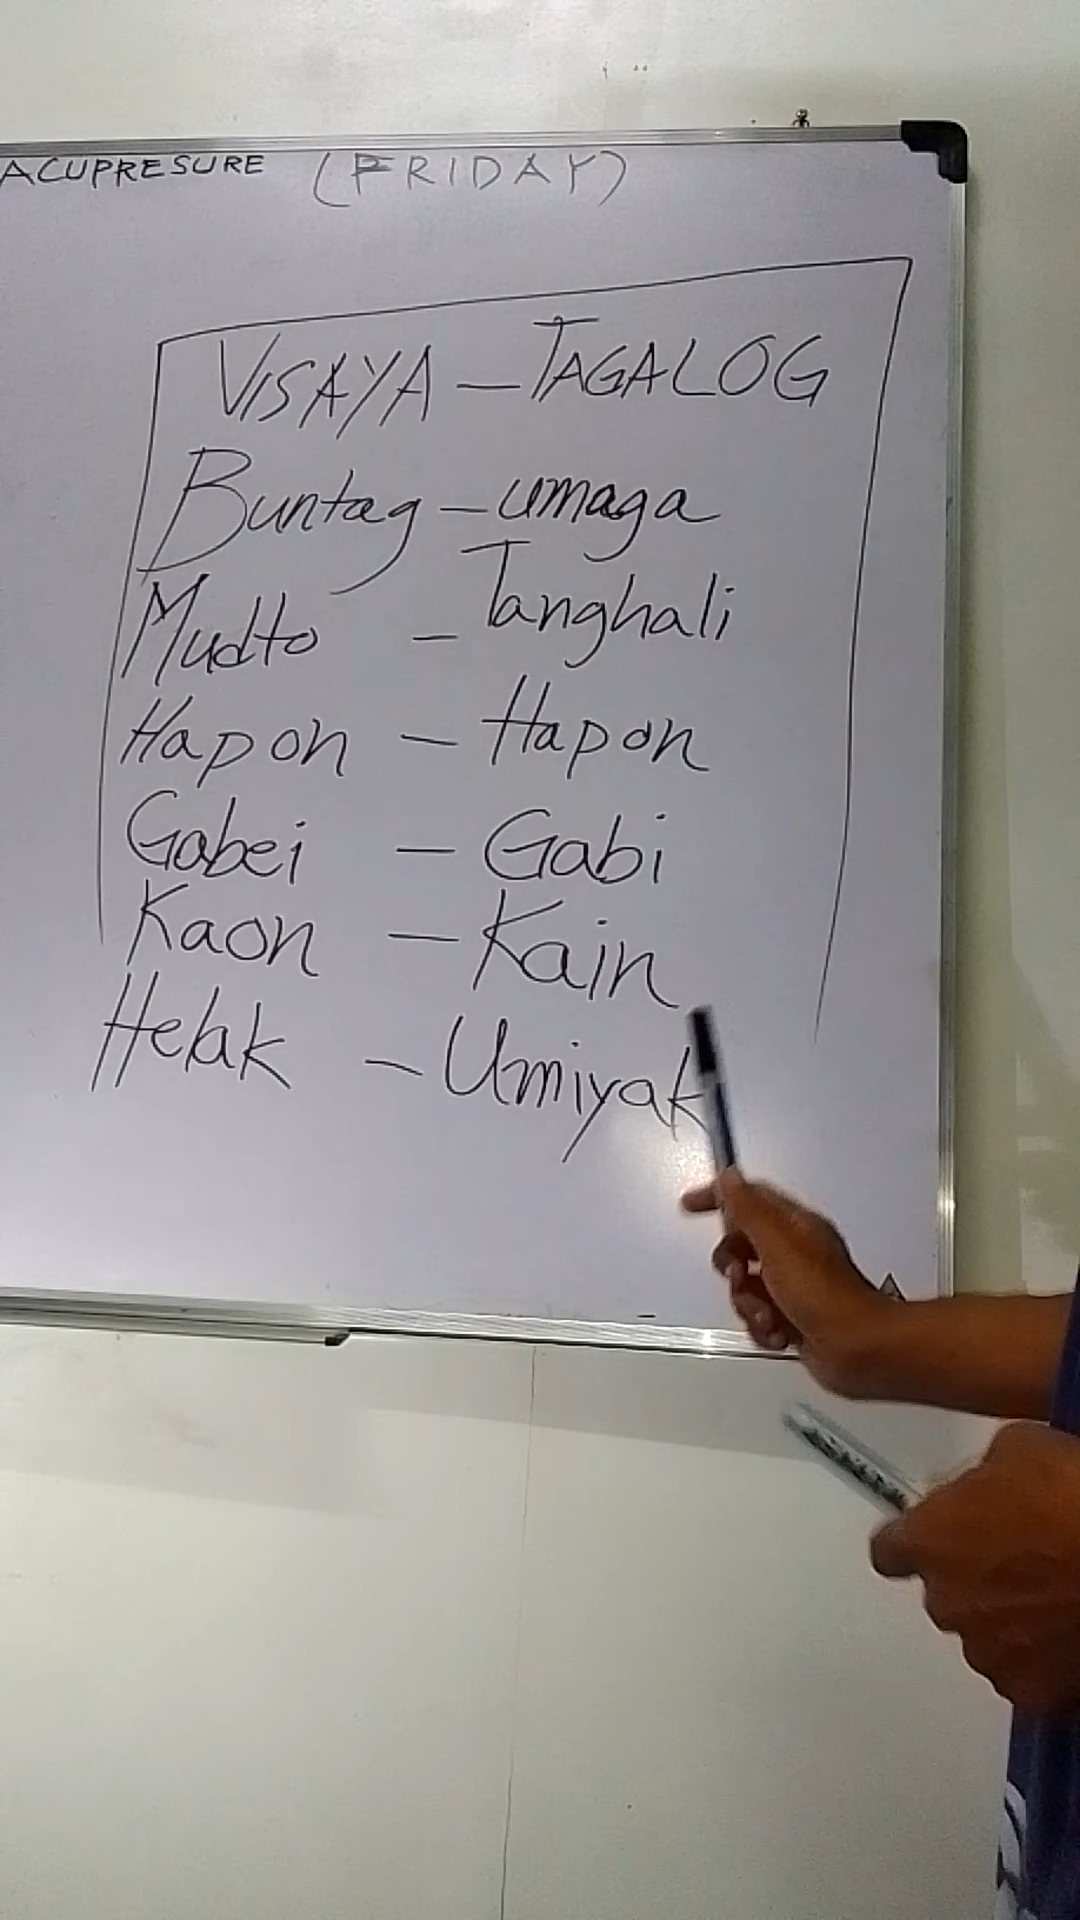 ACUPRESURE (FRIDAY)
VISAYA - TAGALOG
Buntag - umaga
Mudto - Tanghali
Hapon - Hapon
Gabei - Gabi
Kaon - Kain
Helak - Umiyak